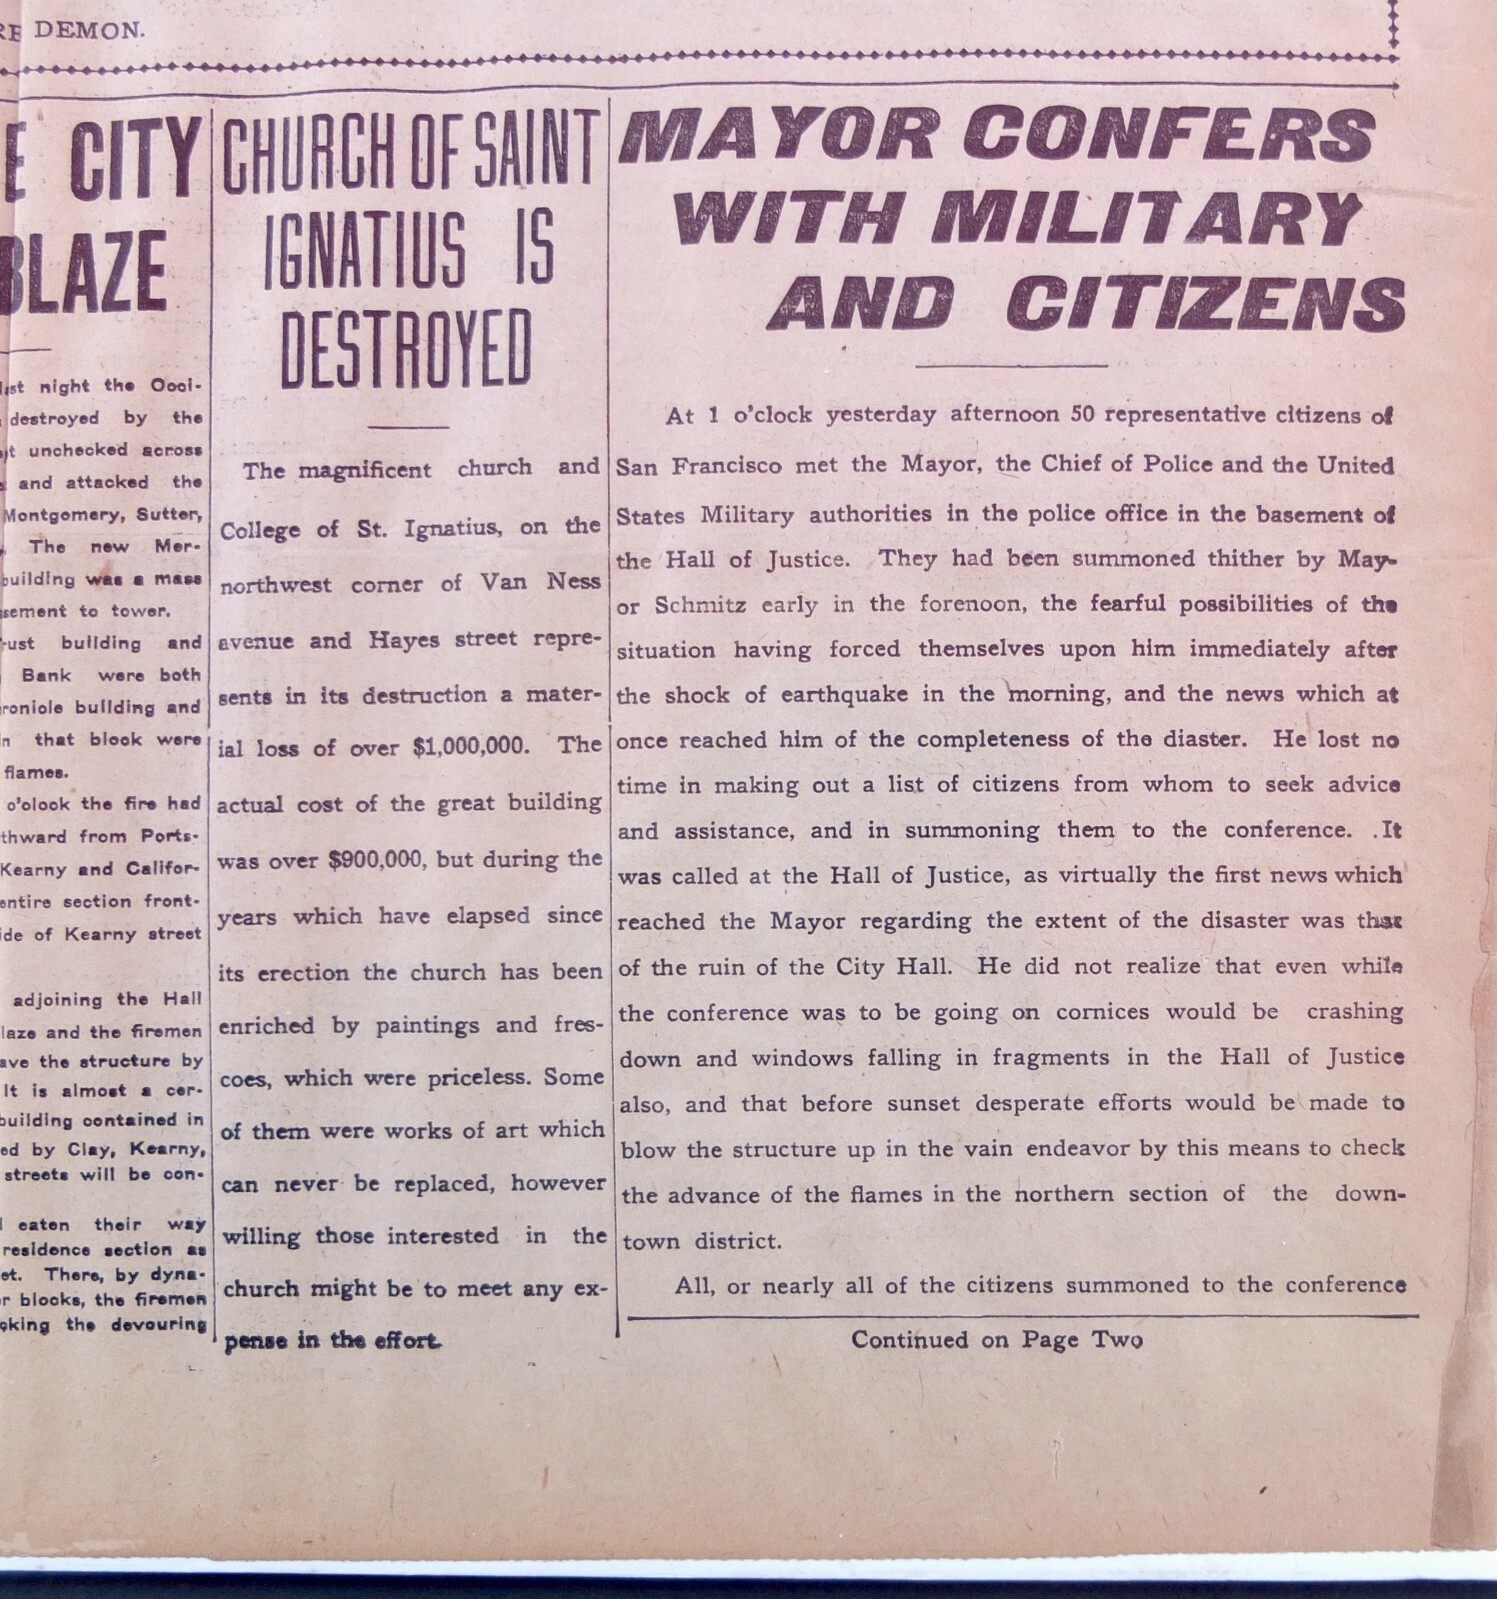 DEMON.
CITY
BLAZE
night the Occi-
destroyed by the
unchecked across
and attacked the
Montgomery, Sutter,
The new Mer-
building was a mass
to tower.
building and
Bank were both
building and
that block were
flames.
o'clock the fire had
from Ports-
Kearny and Califor-
entire section front-
of Kearny street
adjoining the Hall
and the firemen
the structure by
It is almost a cer-
building contained in
by Clay, Kearny,
streets will be con-
eaten their way
residence section as
There, by dyna-
blocks, the firemen
the devouring
CHURCH OF SAINT
IGNATIUS IS
DESTROYED
The magnificent church and
College of St. Ignatius, on the
northwest corner of Van Ness
avenue and Hayes street repre-
sents in its destruction a mater-
ial loss of over $1,000,000. The
actual cost of the great building
was over $900,000, but during the
years which have elapsed since
its erection the church has been
enriched by paintings and fres-
coes, which were priceless. Some
of them were works of art which
can never be replaced, however
willing those interested in the
church might be to meet any ex-
pense in the effort.
MAYOR CONFERS
WITH MILITARY
AND CITIZENS
At 1 o'clock yesterday afternoon 50 representative citizens of
San Francisco met the Mayor, the Chief of Police and the United
States Military authorities in the police office in the basement of
the Hall of Justice. They had been summoned thither by May-
or Schmitz early in the forenoon, the fearful possibilities of the
situation having forced themselves upon him immediately after
the shock of earthquake in the morning, and the news which at
once reached him of the completeness of the diaster. He lost no
time in making out a list of citizens from whom to seek advice
and assistance, and in summoning them to the conference. .It
was called at the Hall of Justice, as virtually the first news which
reached the Mayor regarding the extent of the disaster was that
of the ruin of the City Hall. He did not realize that even while
the conference was to be going on cornices would be crashing
down and windows falling in fragments in the Hall of Justice
also, and that before sunset desperate efforts would be made to
blow the structure up in the vain endeavor by this means to check
the advance of the flames in the northern section of the down-
town district.
All, or nearly all of the citizens summoned to the conference
Continued on Page Two